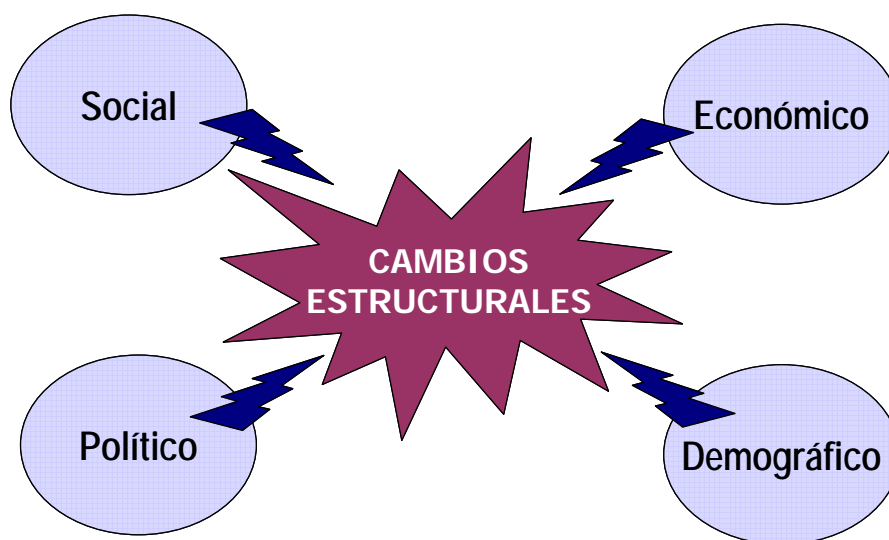 Social
Económico
CAMBIOS
ESTRUCTURALES
Político
Demográfico